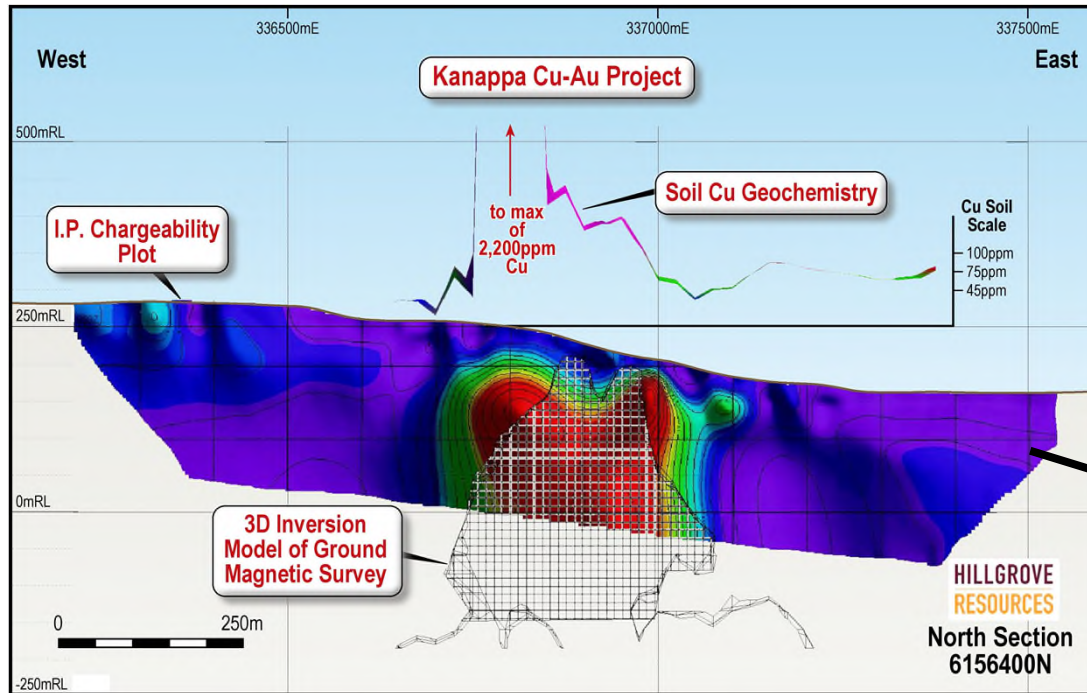 336500mE
337000mE
337500mE
West
East
Kanappa Cu-Au Project
500mRL
Soil Cu Geochemistry
I.P. Chargeability
Plot
to max
of
2,200ppm
Cu
Cu Soil
Scale
100ppm
75ppm
45ppm
250mRL
0mRL
3D Inversion
Model of Ground
Magnetic Survey
HILLGROVE
RESOURCES
North Section
6156400N
0
250m
-250mRL